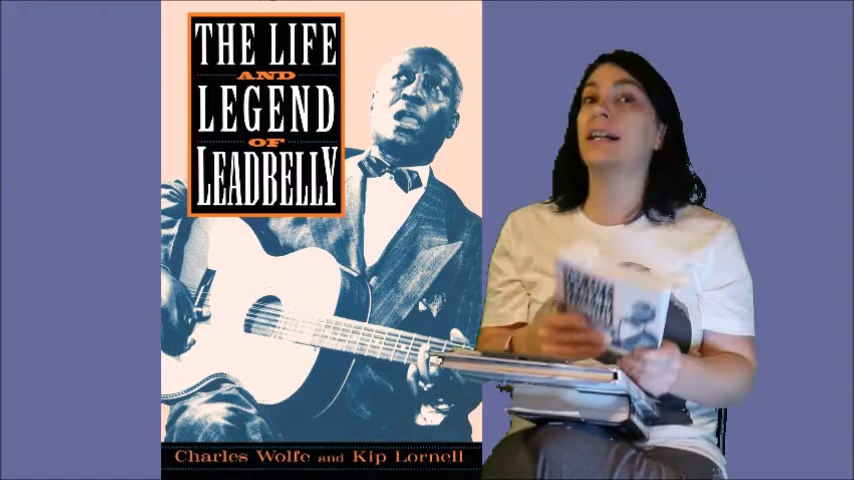 THE LIFE
AND
LEGEND
OF
LEADBELLY
Charles Wolfe and Kip Lornell